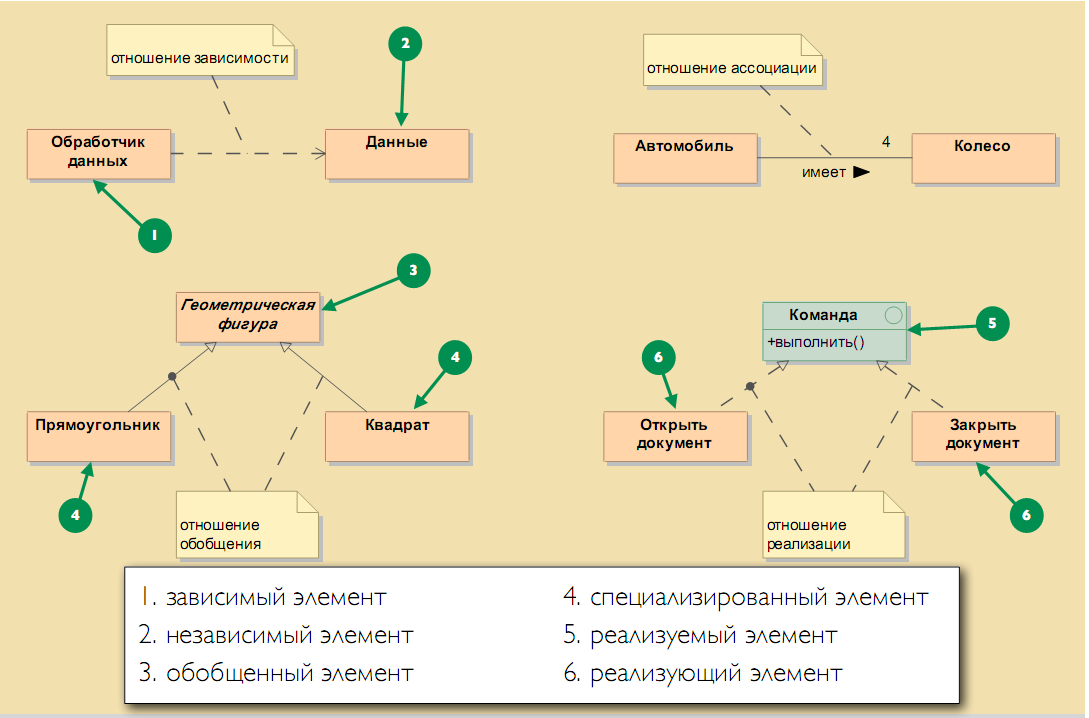 отношение зависимости
2
Обработчик
данных
Данные
1
отношение ассоциации
Автомобиль
4
Колесо
имеет
3
Геометрическая
фигура
4
Прямоугольник
Квадрат
4
отношение
обобщения
5
Команда
+выполнить()
6
Открыть
документ
Закрыть
документ
6
отношение
реализации
1. зависимый элемент
2. независимый элемент
3. обобщенный элемент
4. специализированный элемент
5. реализуемый элемент
6. реализующий элемент